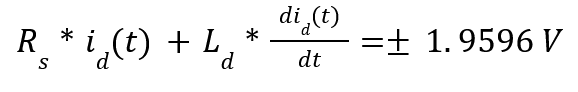 R_s * i_d(t) + L_d * di_d(t)/dt =± 1.9596 V